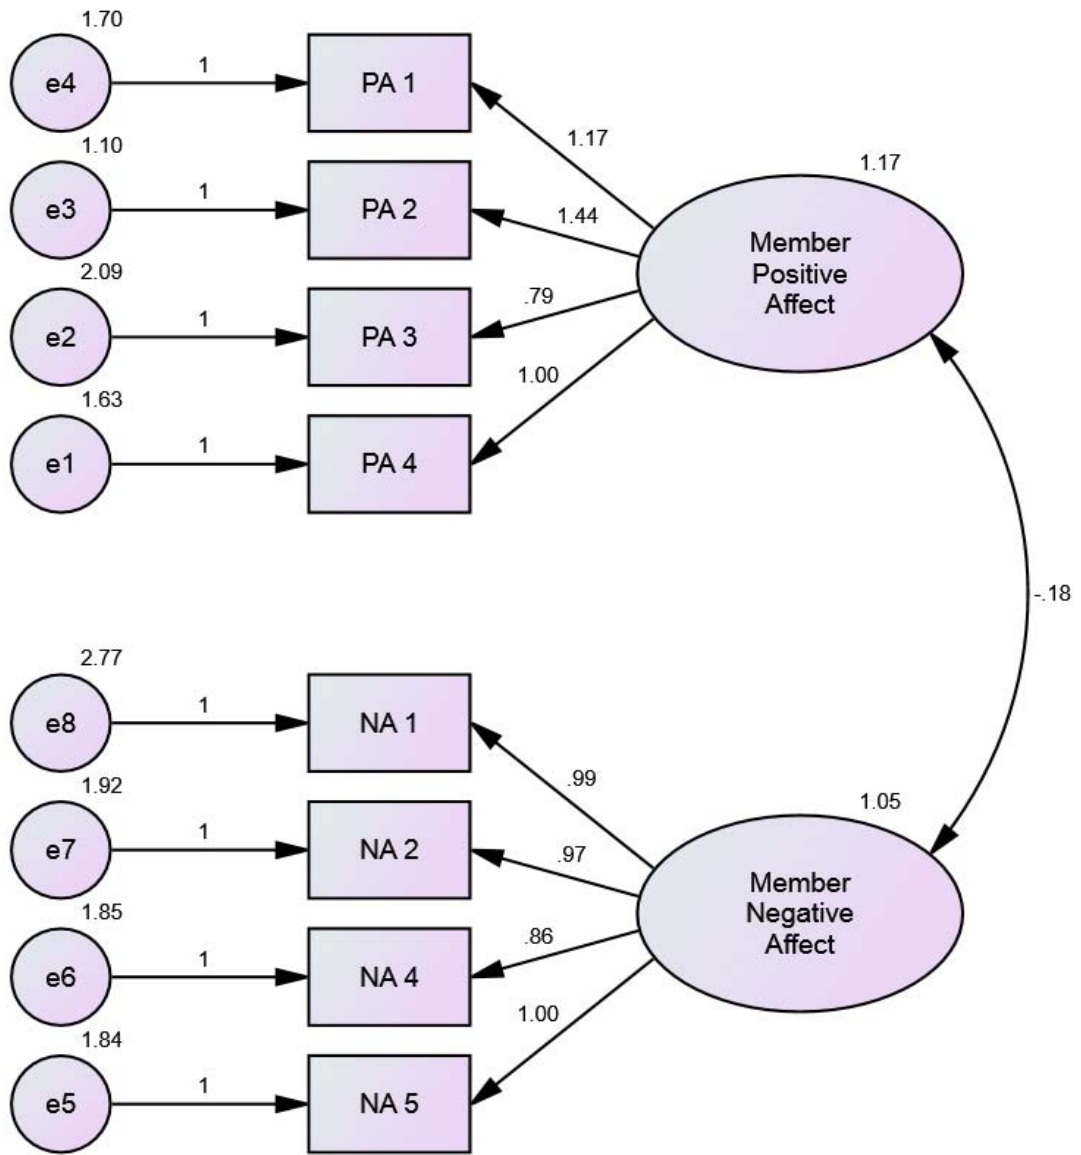 1.70
e4
1
PA 1
1.17
1.10
e3
1
PA 2
1.44
2.09
e2
1
PA 3
.79
1.63
e1
1
PA 4
1.00
1.17
Member
Positive
Affect
-.18
2.77
e8
1
NA 1
.99
1.92
e7
1
NA 2
.97
1.85
e6
1
NA 4
.86
1.84
e5
1
NA 5
1.00
1.05
Member
Negative
Affect